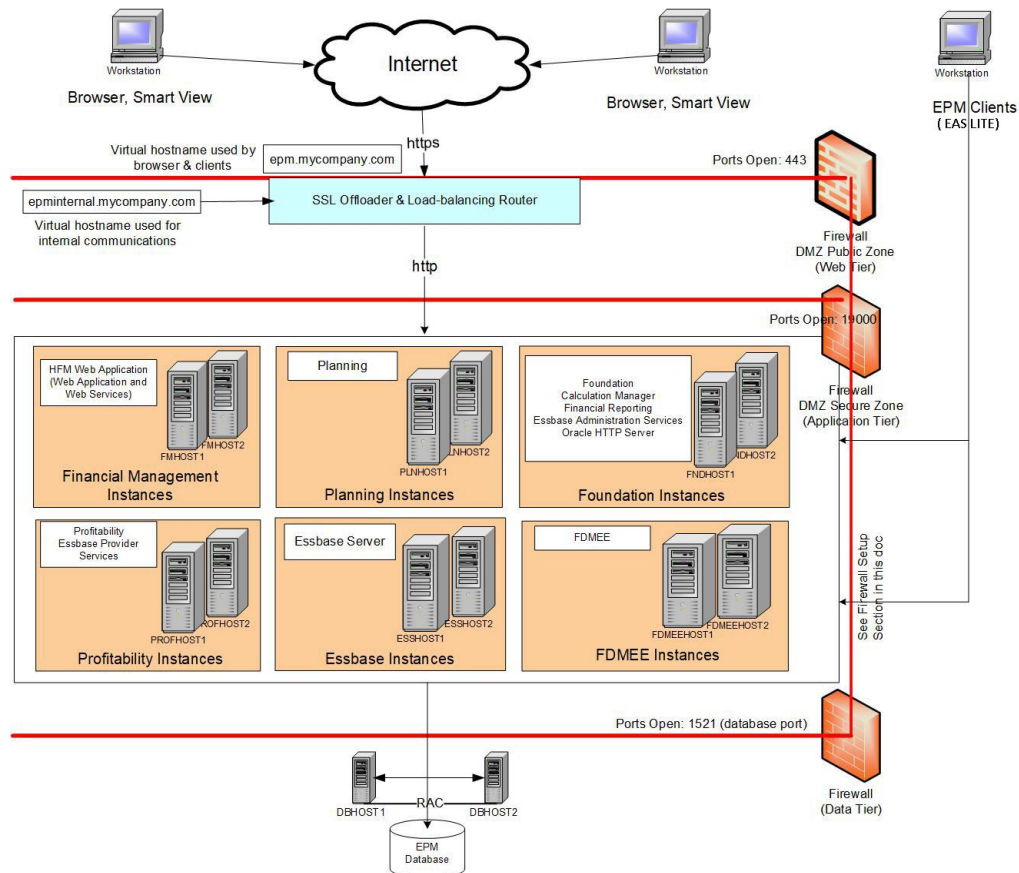 Internet
Workstation
Browser, Smart View
Workstation
Browser, Smart View
Workstation
EPM Clients
( EAS LITE)
https
Virtual hostname used by
browser & clients
epm.mycompany.com
Ports Open: 443
epminternal.mycompany.com
Virtual hostname used for
internal communications
SSL Offloader & Load-balancing Router
Firewall
DMZ Public Zone
(Web Tier)
http
Ports Open: 19000
Firewall
DMZ Secure Zone
(Application Tier)
HFM Web Application
(Web Application and
Web Services)
FMHOST2
FMHOST1
Financial Management
Instances
Planning
LNHOST2
PLNHOST1
Planning Instances
Foundation
Calculation Manager
Financial Reporting
Essbase Administration Services
Oracle HTTP Server
NDHOST2
FNDHOST1
Foundation Instances
Profitability
Essbase Provider
Services
ROFHOST2
PROFHOST1
Profitability Instances
Essbase Server
ESSHOST2
ESSHOST1
Essbase Instances
FDMEE
FDMEEHOST2
FDMEEHOST1
FDMEE Instances
See Firewall Setup
Section in this doc
Ports Open: 1521 (database port)
Firewall
(Data Tier)
RAC
DBHOST1
DBHOST2
EPM
Database